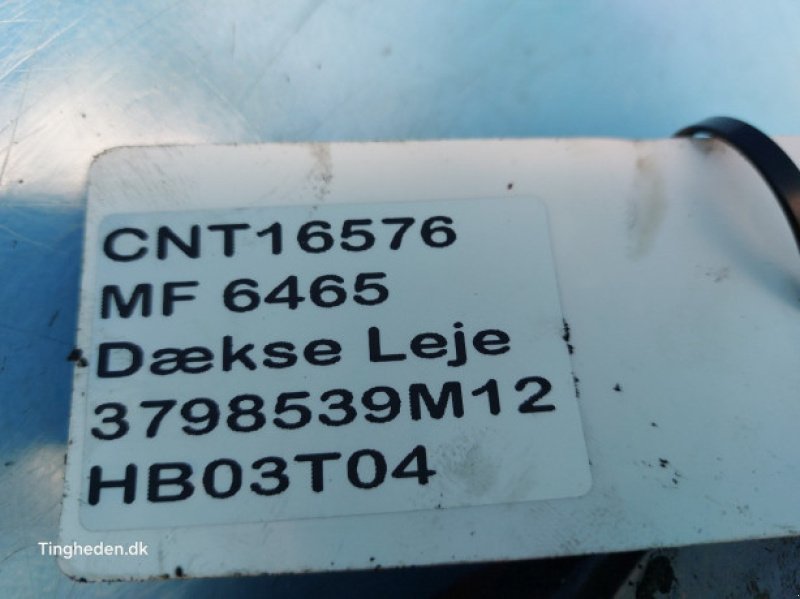 CNT16576
MF 6465
Dækse Leje
3798539M12
HB03T04
Tingheden.dk